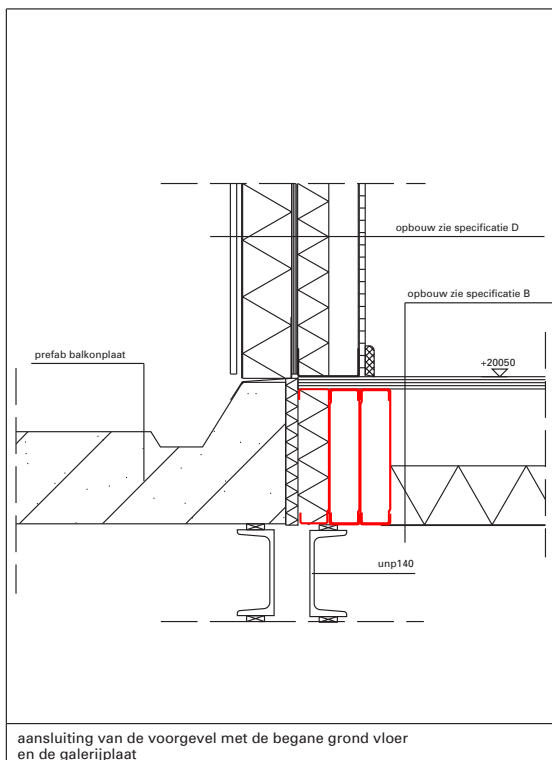 opbouw zie specificatie D
opbouw zie specificatie B
prefab balkonplaat
+20050
unp140
aansluiting van de voorgevel met de begane grond vloer
en de galerijplaat